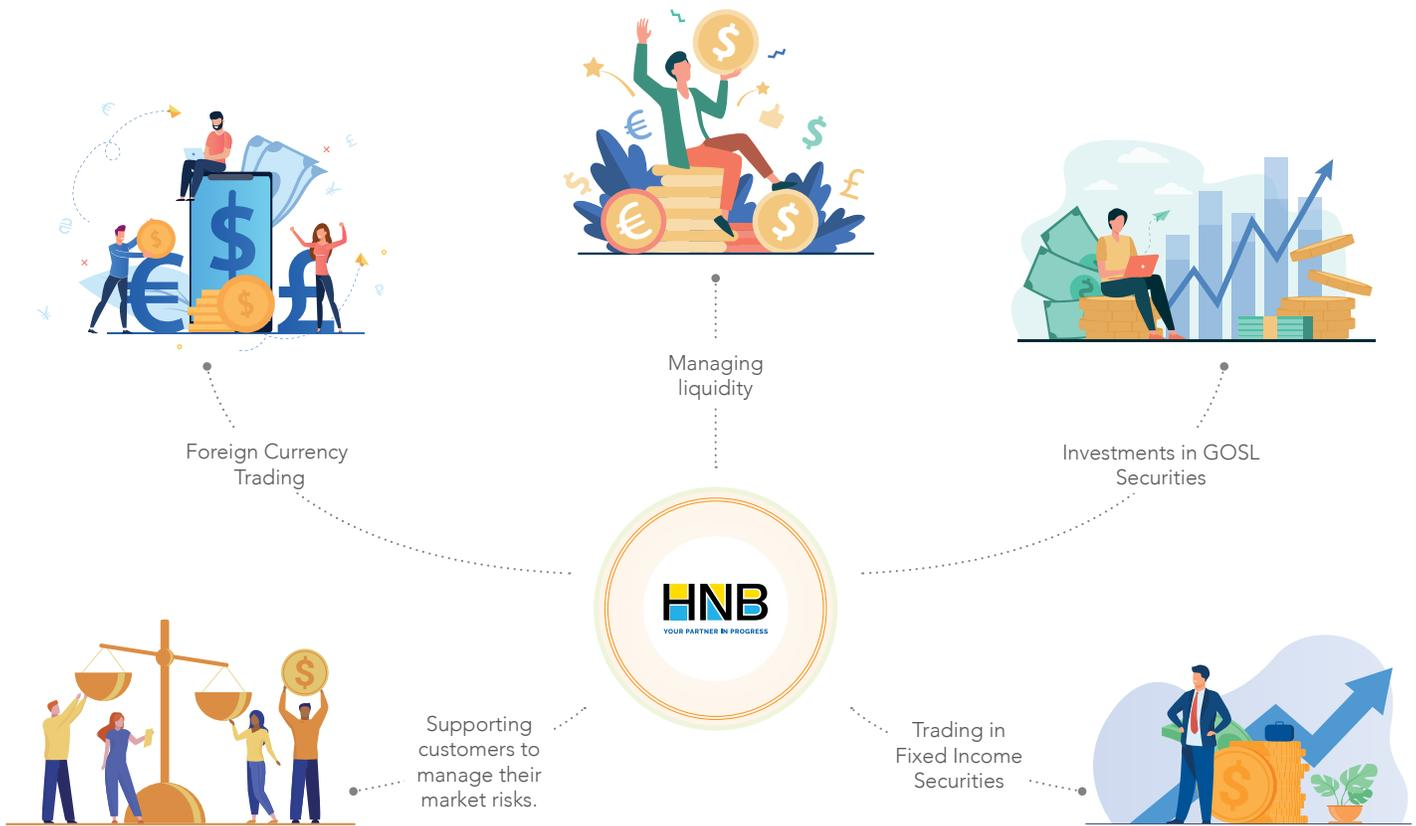 Managing
liquidity
Foreign Currency
Trading
Investments in GOSL
Securities
HNB
YOUR PARTNER IN PROGRESS
Supporting
customers to
manage their
market risks.
Trading in
Fixed Income
Securities